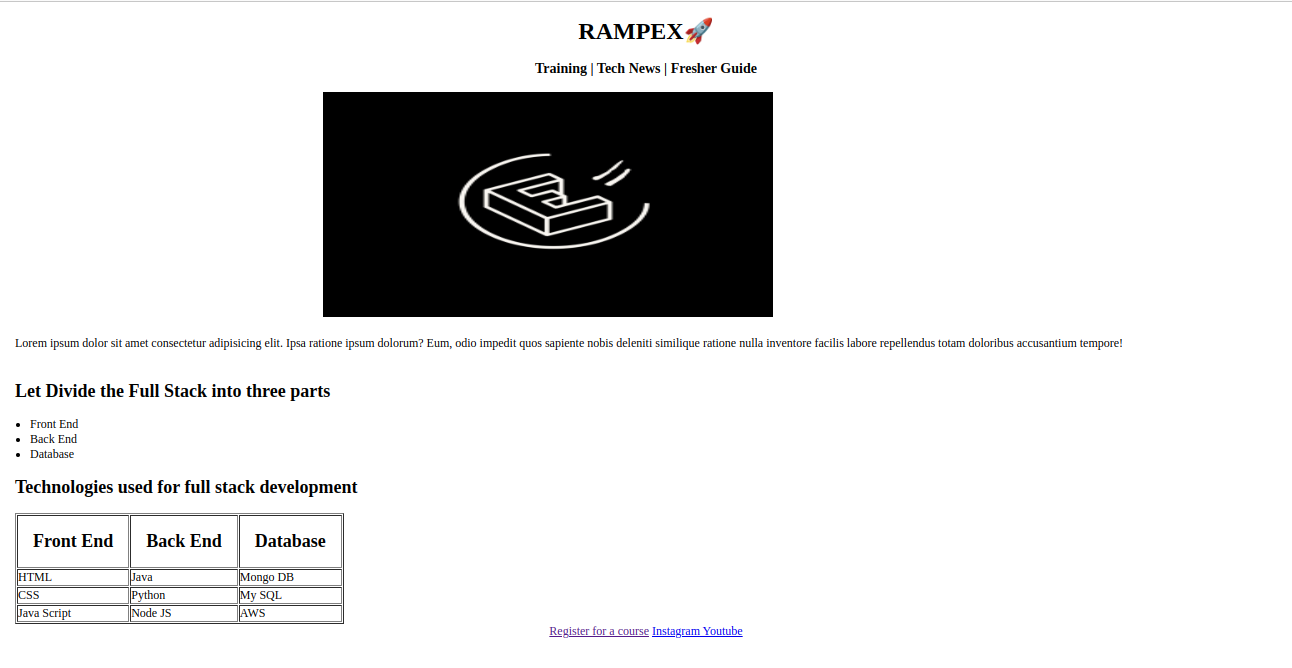 RAMPEX🚀
Training | Tech News | Fresher Guide
Lorem ipsum dolor sit amet consectetur adipisicing elit. Ipsa ratione ipsum dolorum? Eum, odio impedit quos sapiente nobis deleniti similique ratione nulla inventore facilis labore repellendus totam doloribus accusantium tempore!
Let Divide the Full Stack into three parts
Front End
Back End
Database
Technologies used for full stack development
Front End Back End Database
HTML Java Mongo DB
CSS Python My SQL
Java Script Node JS AWS
Register for a course Instagram Youtube